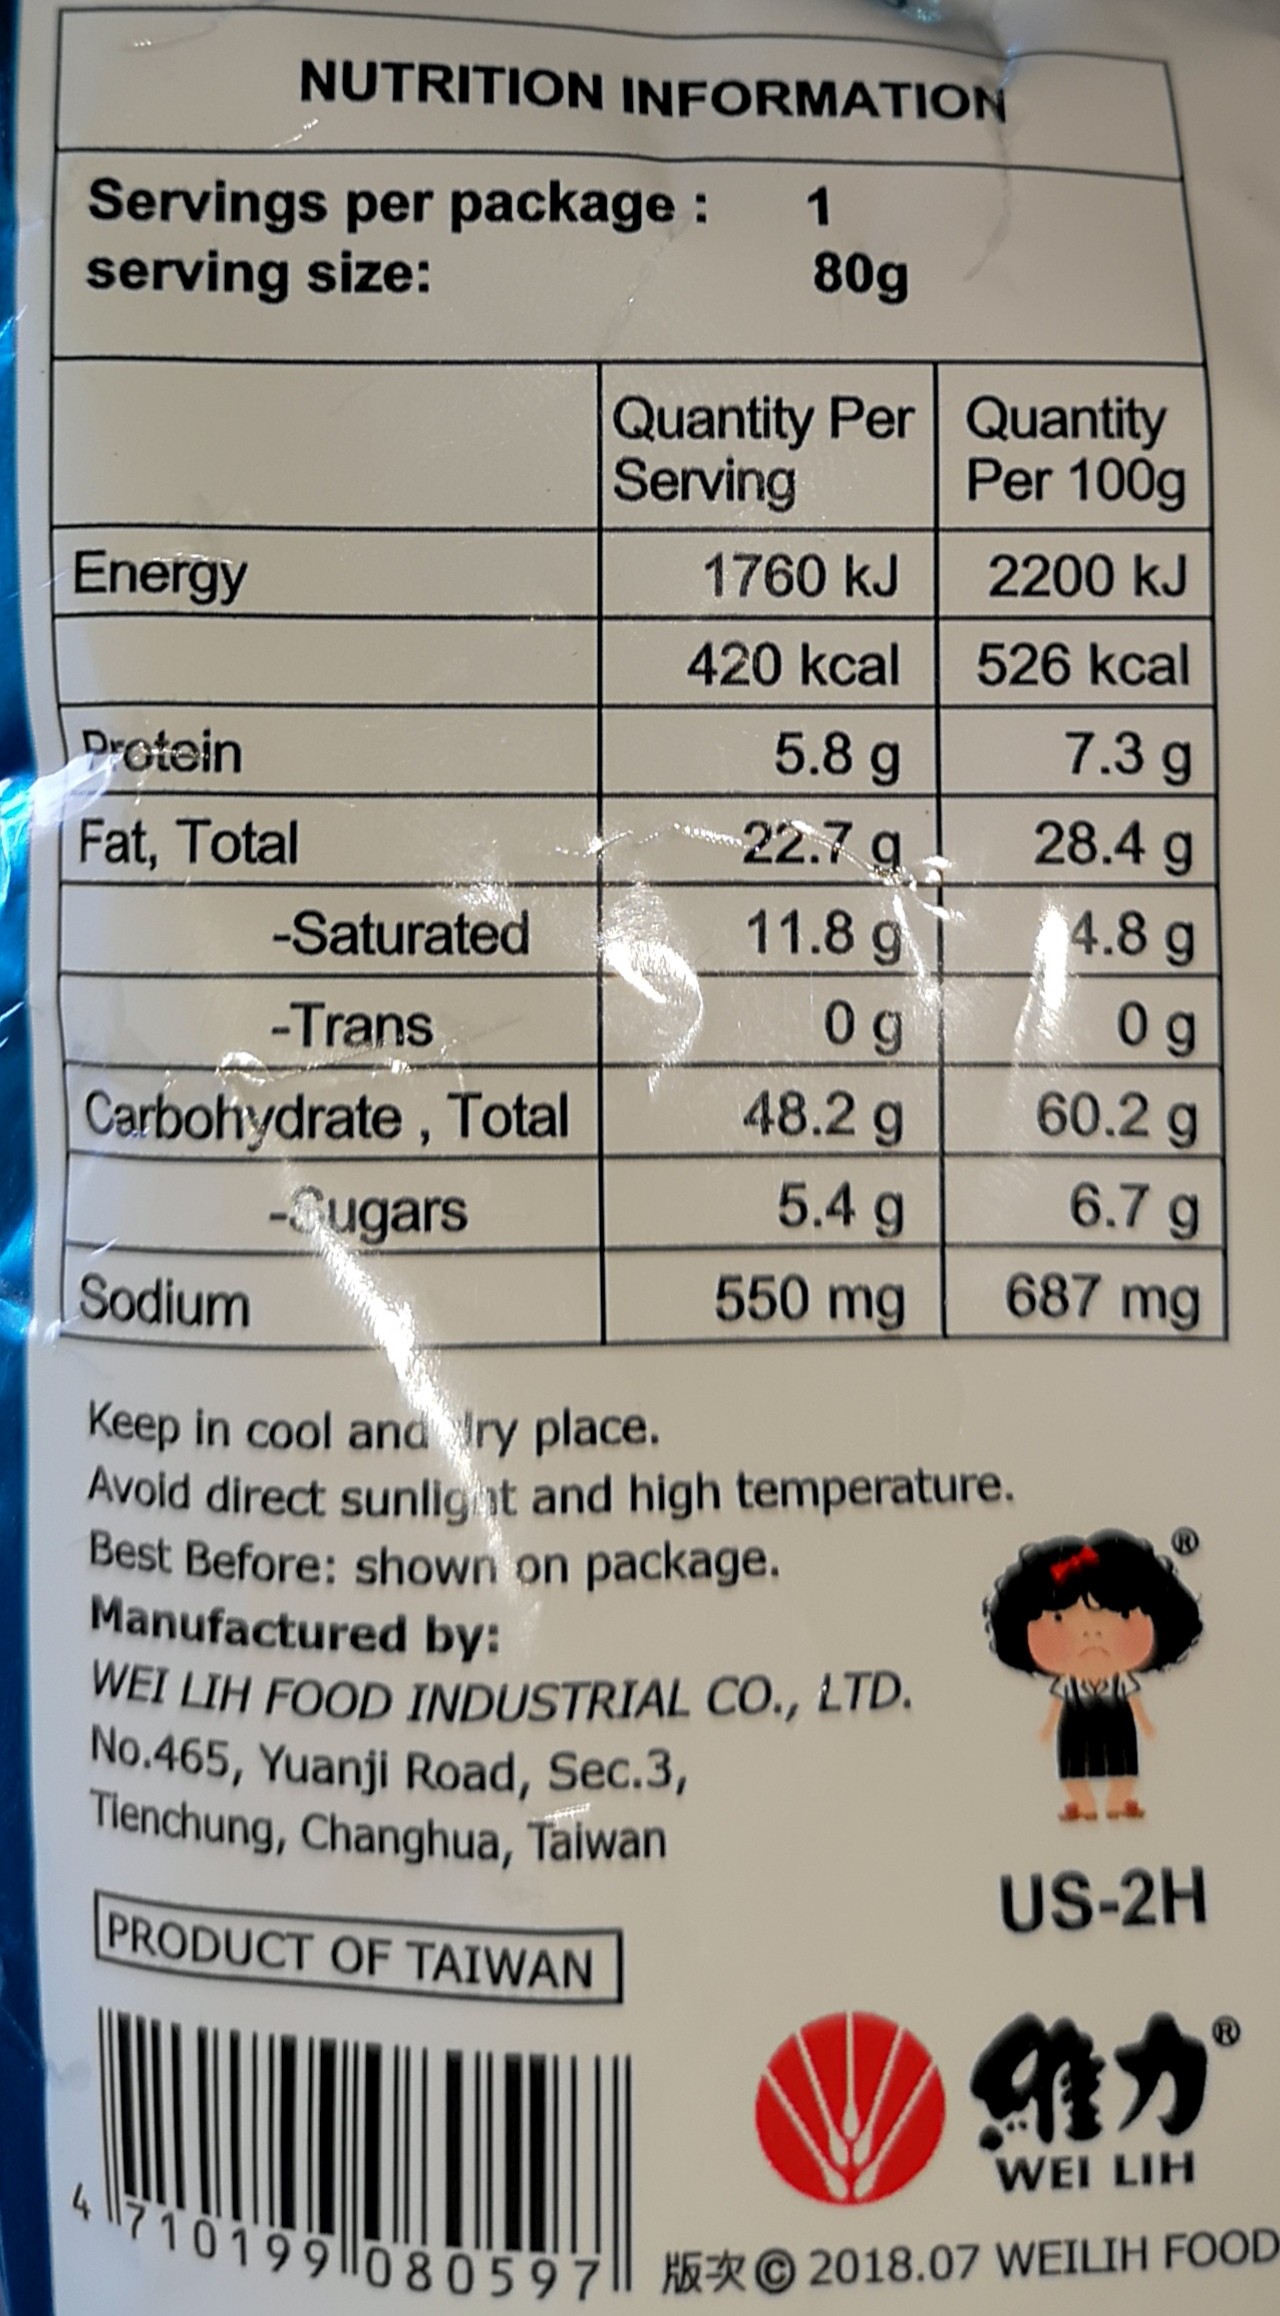 NUTRITION INFORMATION
Servings per package : 1
serving size: 80g
Quantity Per Serving Quantity Per 100g
Energy 1760 kJ 2200 kJ
420 kcal 526 kcal
Protein 5.8 g 7.3 g
Fat, Total 22.7 g 28.4 g
-Saturated 11.8 g 4.8 g
-Trans 0 g 0 g
Carbohydrate , Total 48.2 g 60.2 g
-Sugars 5.4 g 6.7 g
Sodium 550 mg 687 mg
Keep in cool and dry place.
Avoid direct sunlight and high temperature.
Best Before: shown on package.
Manufactured by:
WEI LIH FOOD INDUSTRIAL CO., LTD.
No.465, Yuanji Road, Sec.3,
Tienchung, Changhua, Taiwan
®
US-2H
PRODUCT OF TAIWAN
維力®
WEI LIH
4 710199 080597
版次 © 2018.07 WEILIH FOOD